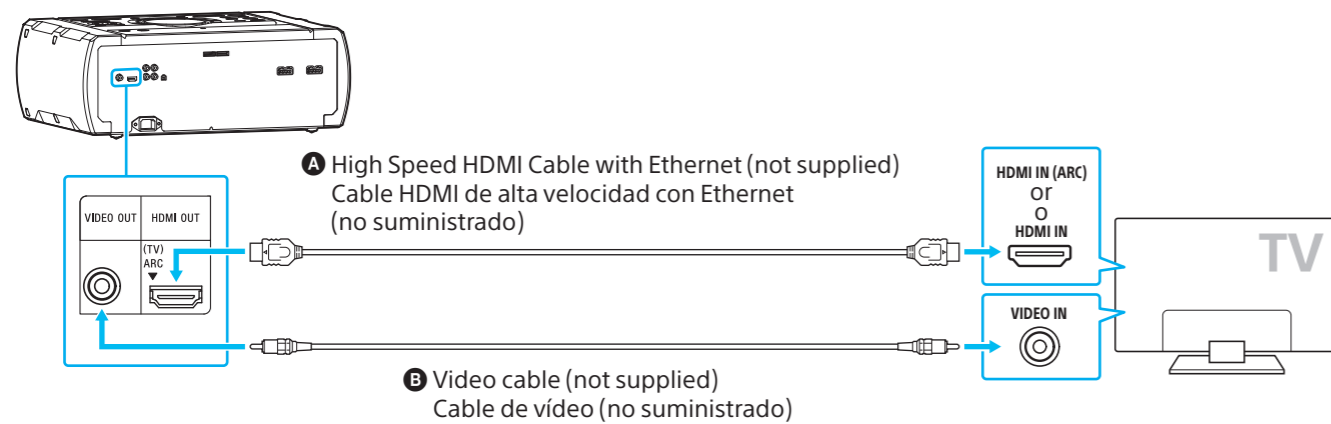 A High Speed HDMI Cable with Ethernet (not supplied)
Cable HDMI de alta velocidad con Ethernet
(no suministrado)
VIDEO OUT
HDMI OUT
(TV)
ARC
HDMI IN (ARC)
or
o
HDMI IN
TV
VIDEO IN
B Video cable (not supplied)
Cable de vídeo (no suministrado)